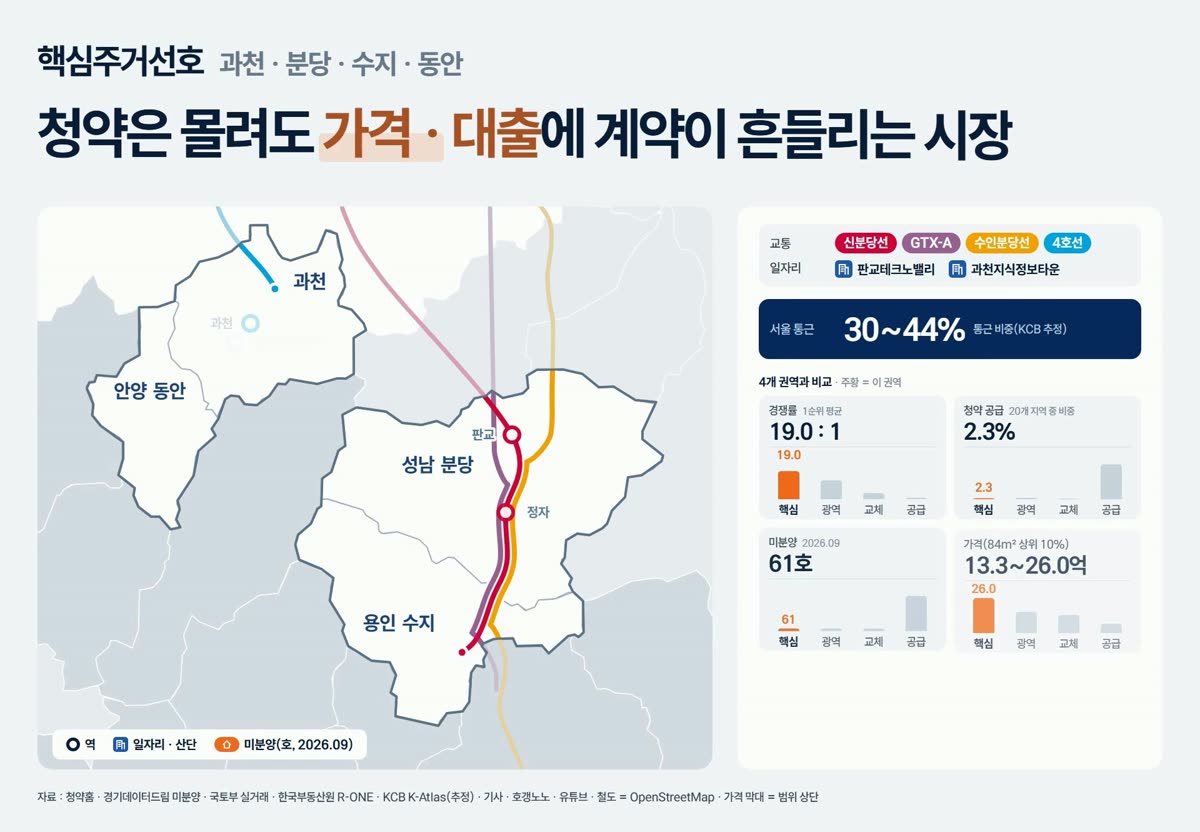 핵심주거선호 과천 · 분당 · 수지 · 동안
청약은 몰려도 가격 · 대출에 계약이 흔들리는 시장
과천
과천
안양 동안
판교
성남 분당
정자
용인 수지
역 일자리 · 산단 미분양(호, 2026.09)
교통 신분당선 GTX-A 수인분당선 4호선
일자리 판교테크노밸리 과천지식정보타운
서울 통근 30~44% 통근 비중(KCB 추정)
4개 권역과 비교 · 주황 = 이 권역
경쟁률 1순위 평균
19.0 : 1
19.0
핵심 광역 교체 공급
청약 공급 20개 지역 중 비중
2.3%
2.3
핵심 광역 교체 공급
미분양 2026.09
61호
61
핵심 광역 교체 공급
가격(84m² 상위 10%)
13.3~26.0억
26.0
핵심 광역 교체 공급
자료 : 청약홈 · 경기데이터드림 미분양 · 국토부 실거래 · 한국부동산원 R-ONE · KCB K-Atlas(추정) · 기사 · 호갱노노 · 유튜브 · 철도 = OpenStreetMap · 가격 막대 = 범위 상단